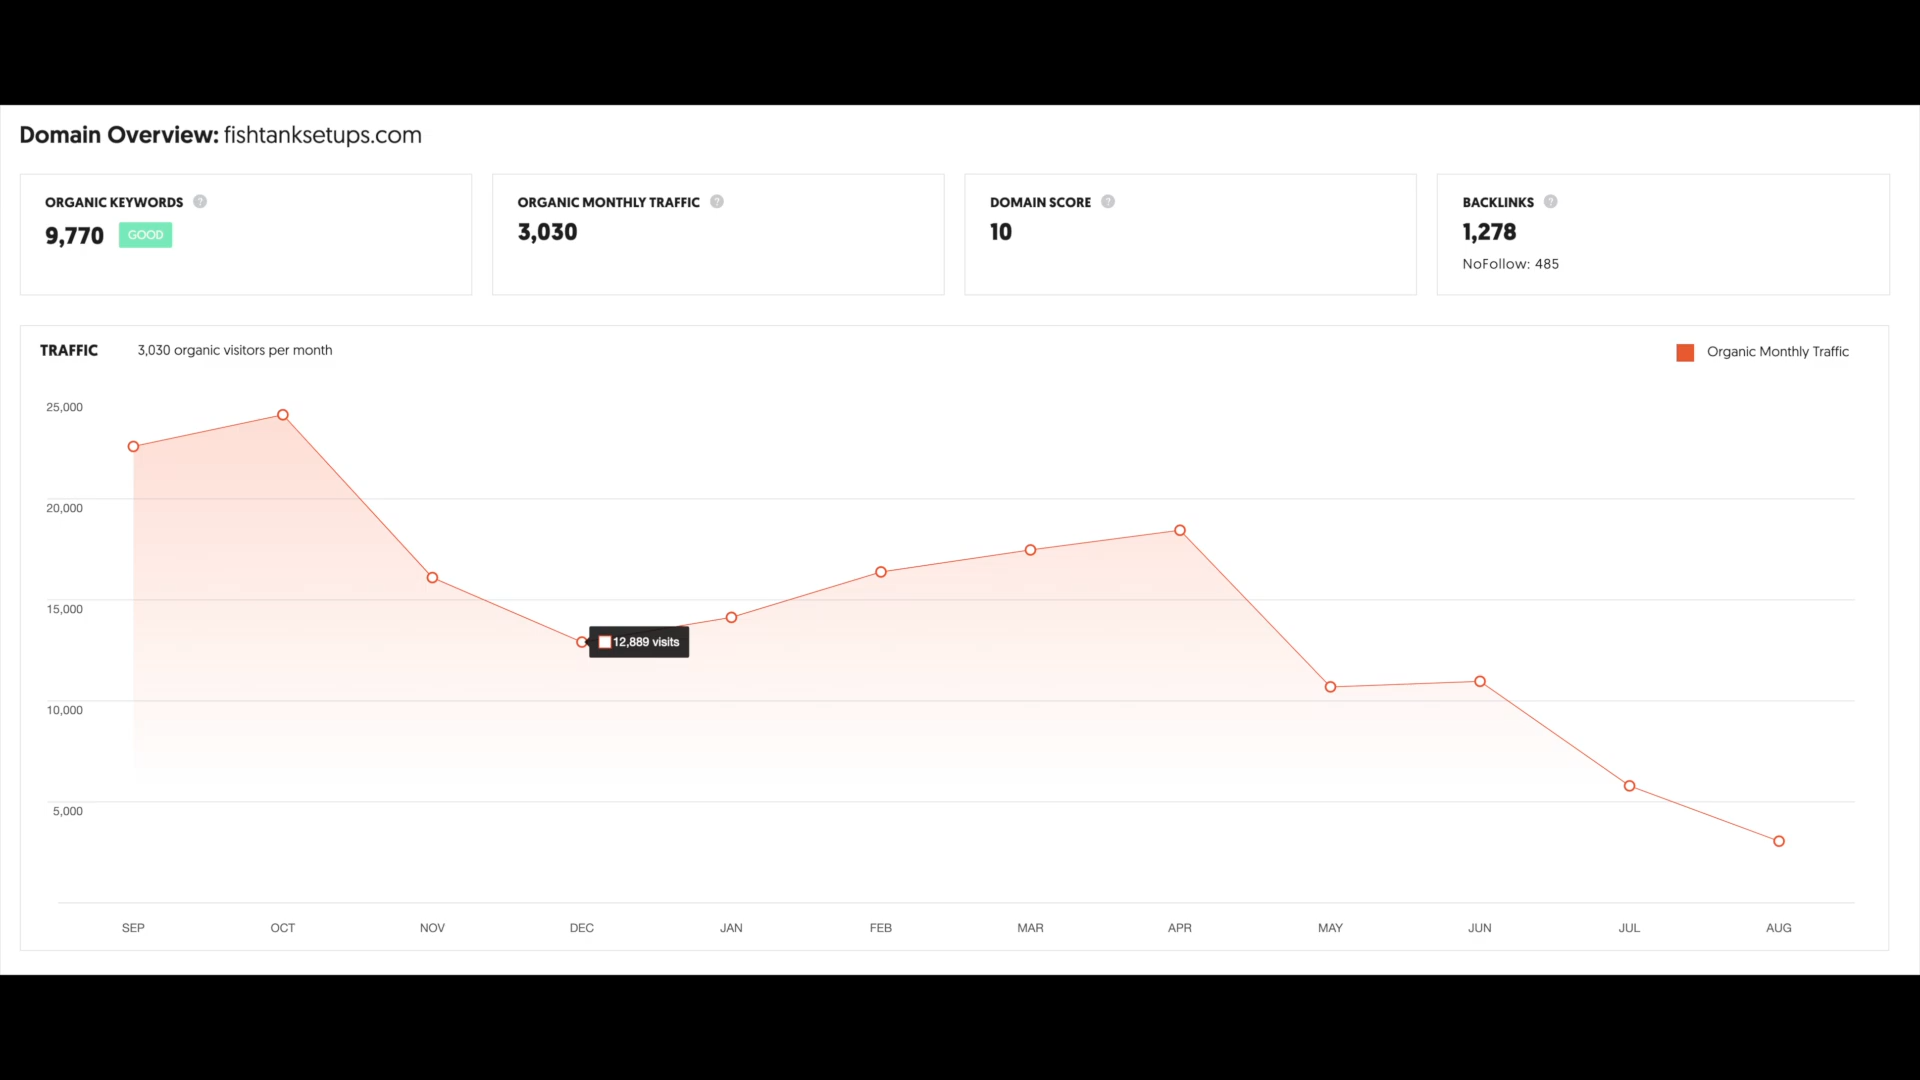 Domain Overview: fishtanksetups.com
ORGANIC KEYWORDS ?
9,770 GOOD
ORGANIC MONTHLY TRAFFIC ?
3,030
DOMAIN SCORE ?
10
BACKLINKS ?
1,278
NoFollow: 485
TRAFFIC 3,030 organic visitors per month
Organic Monthly Traffic
25,000
20,000
15,000
12,889 visits
10,000
5,000
SEP OCT NOV DEC JAN FEB MAR APR MAY JUN JUL AUG